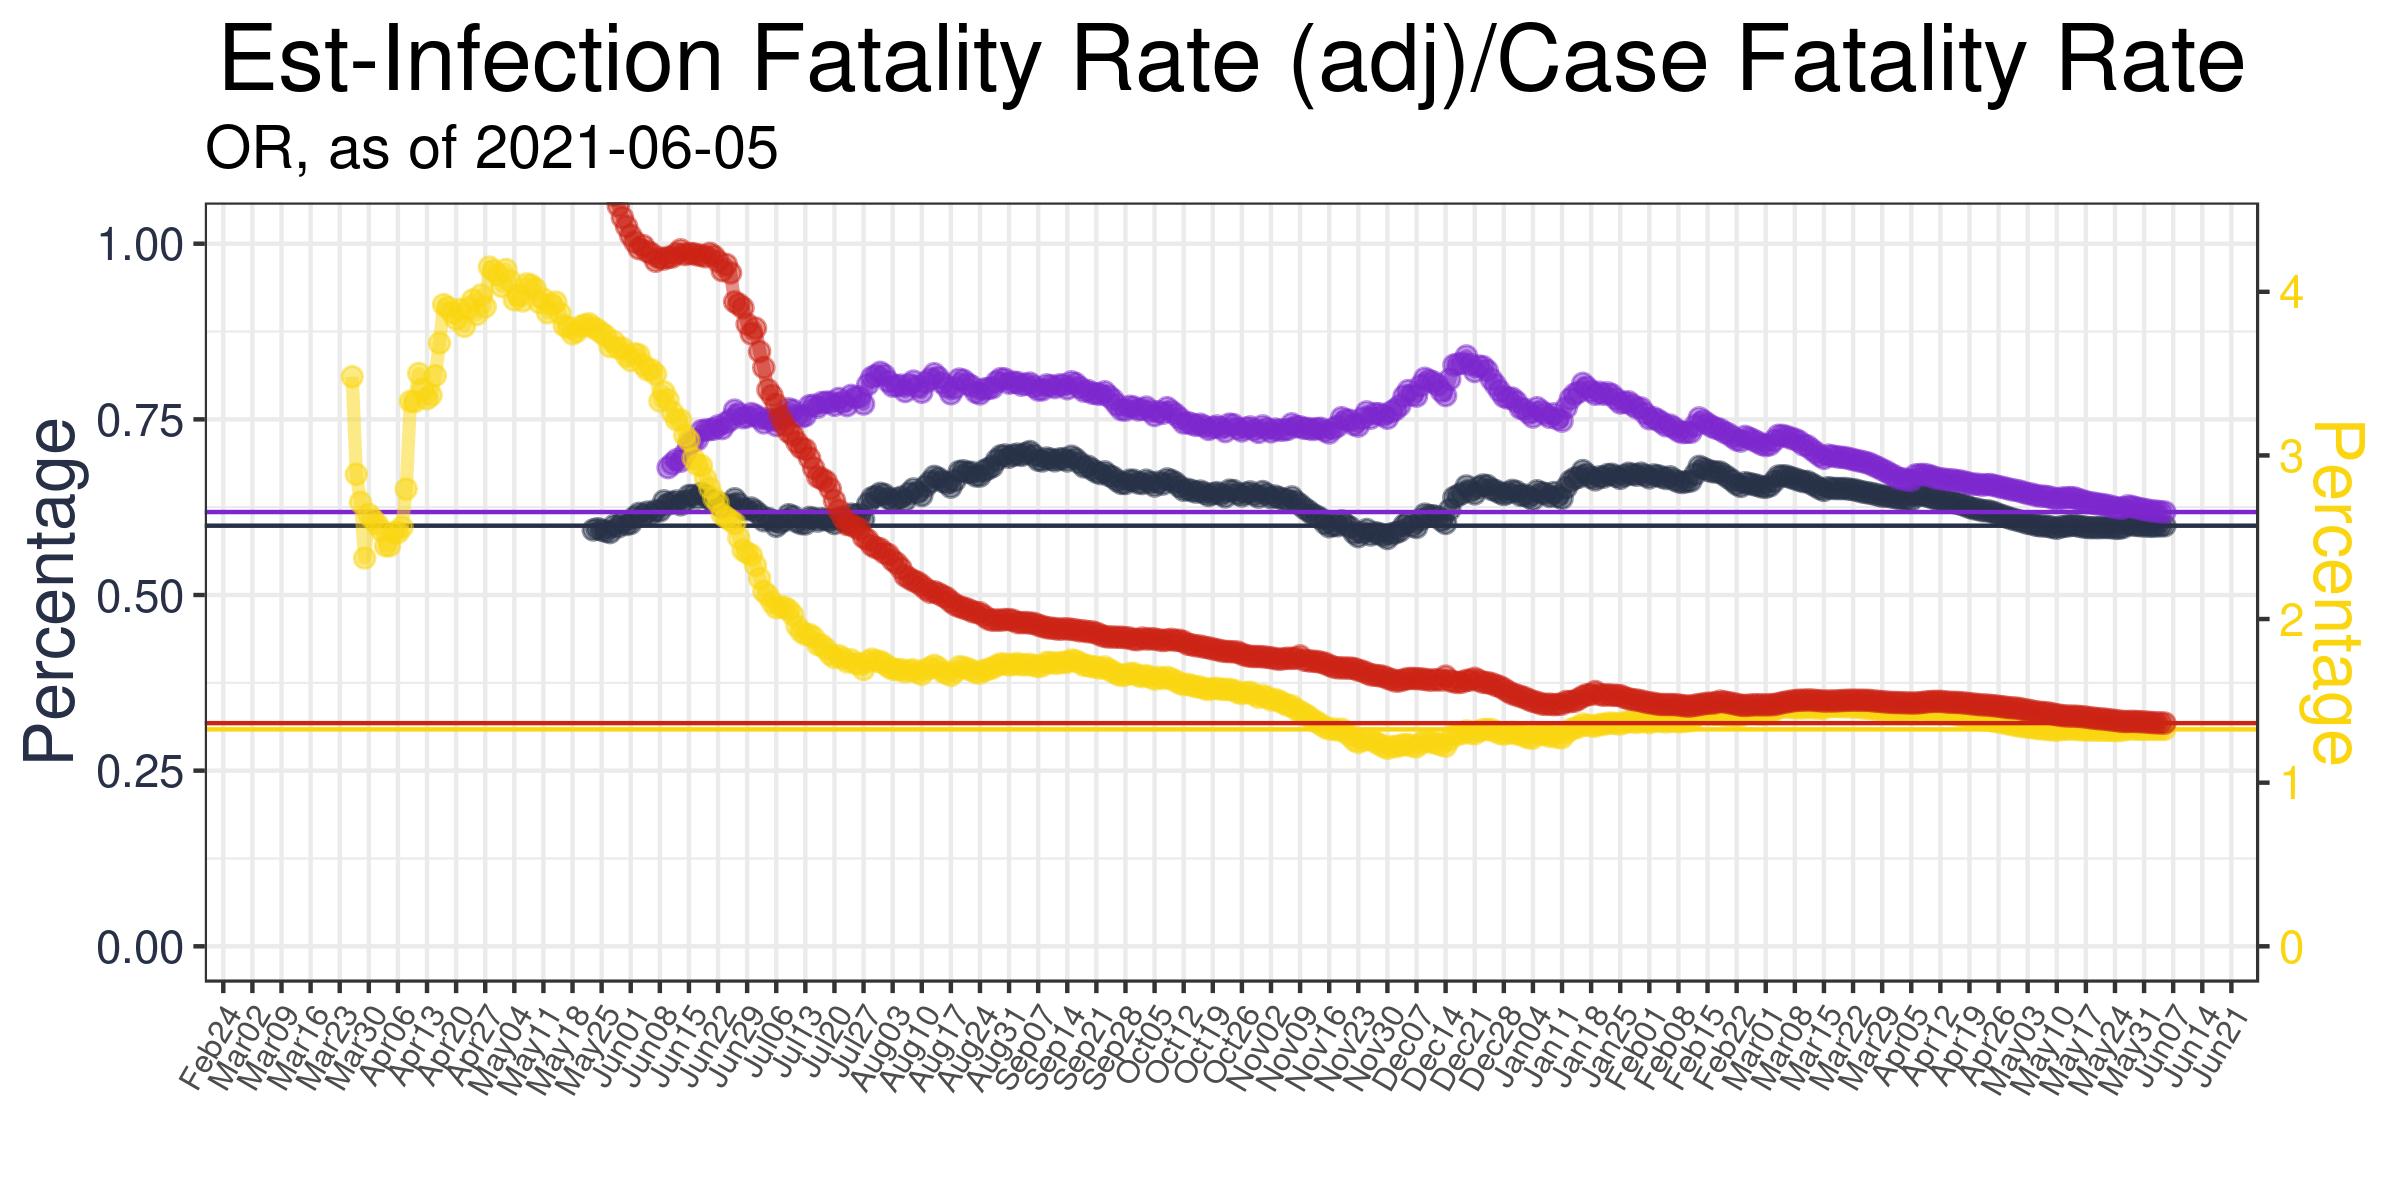 Est-Infection Fatality Rate (adj)/Case Fatality Rate
OR, as of 2021-06-05
Percentage
1.00
0.75
0.50
0.25
0.00
4
3
2
1
0
Percentage
Feb24
Mar02
Mar09
Mar16
Mar23
Mar30
Apr06
Apr13
Apr20
Apr27
May04
May11
May18
May25
Jun01
Jun08
Jun15
Jun22
Jun29
Jul06
Jul13
Jul20
Jul27
Aug03
Aug10
Aug17
Aug24
Aug31
Sep07
Sep14
Sep21
Sep28
Oct05
Oct12
Oct19
Oct26
Nov02
Nov09
Nov16
Nov23
Nov30
Dec07
Dec14
Dec21
Dec28
Jan04
Jan11
Jan18
Jan25
Feb01
Feb08
Feb15
Feb22
Mar01
Mar08
Mar15
Mar22
Mar29
Apr05
Apr12
Apr19
Apr26
May03
May10
May17
May24
May31
Jun07
Jun14
Jun21